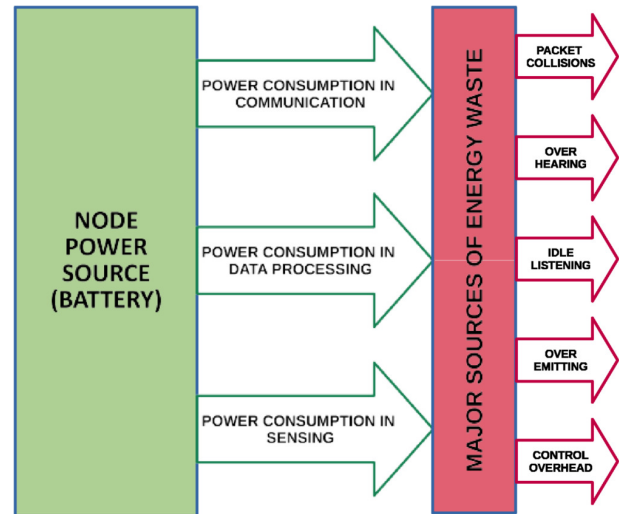 NODE
POWER
SOURCE
(BATTERY)
POWER CONSUMPTION IN
COMMUNICATION
POWER CONSUMPTION IN
DATA PROCESSING
POWER CONSUMPTION IN
SENSING
MAJOR SOURCES OF ENERGY WASTE
PACKET
COLLISIONS
OVER
HEARING
IDLE
LISTENING
OVER
EMITTING
CONTROL
OVERHEAD